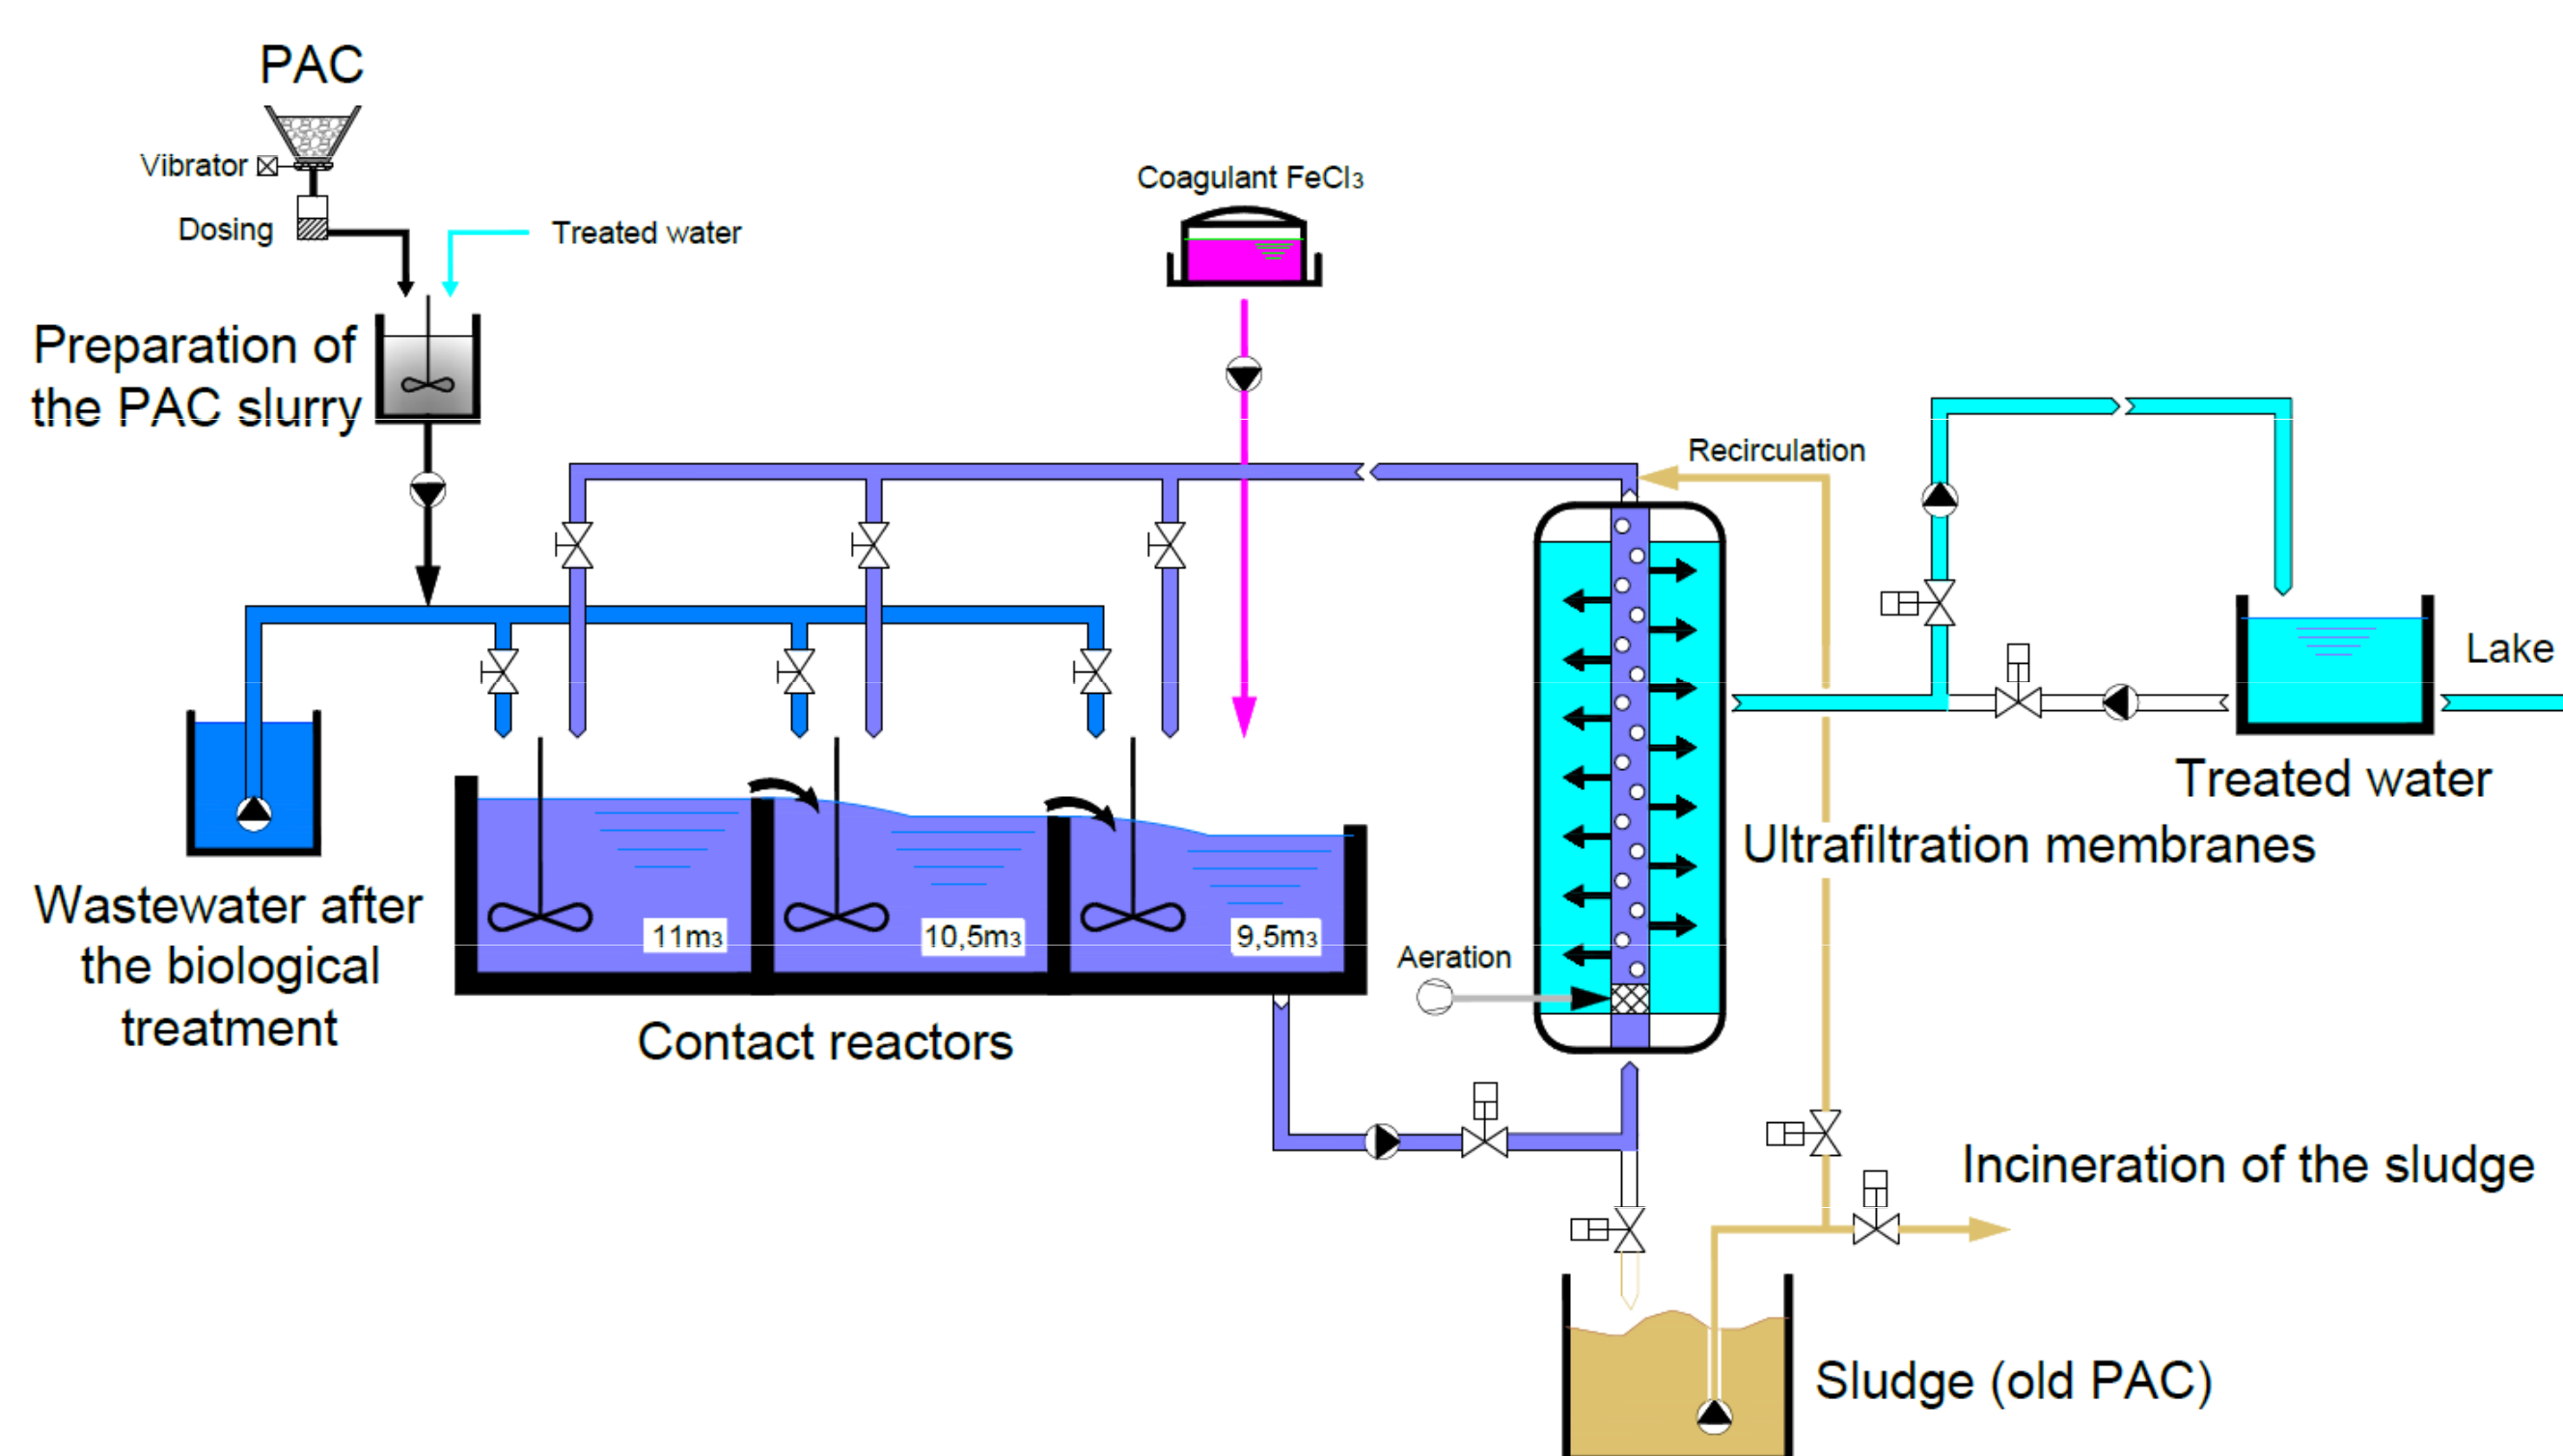 PAC
Vibrator
Dosing
Treated water
Preparation of
the PAC slurry
Coagulant FeCl3
Recirculation
Lake
Treated water
Ultrafiltration membranes
Wastewater after
the biological
treatment
11m3
10,5m3
9,5m3
Aeration
Contact reactors
Incineration of the sludge
Sludge (old PAC)